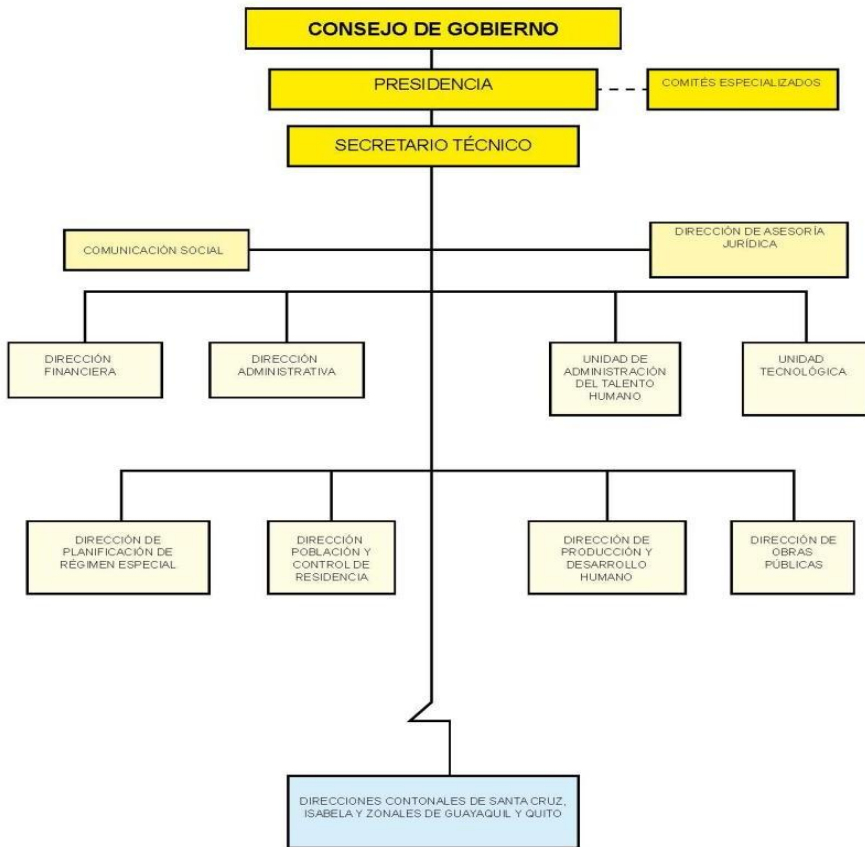 CONSEJO DE GOBIERNO
PRESIDENCIA
COMITÉS ESPECIALIZADOS
SECRETARIO TÉCNICO
COMUNICACIÓN SOCIAL
DIRECCIÓN DE ASESORÍA
JURÍDICA
DIRECCIÓN
FINANCIERA
DIRECCIÓN
ADMINISTRATIVA
UNIDAD DE
ADMINISTRACIÓN
DEL TALENTO
HUMANO
UNIDAD
TECNOLÓGICA
DIRECCIÓN DE
PLANIFICACIÓN DE
RÉGIMEN ESPECIAL
DIRECCIÓN
POBLACIÓN Y
CONTROL DE
RESIDENCIA
DIRECCIÓN DE
PRODUCCIÓN Y
DESARROLLO
HUMANO
DIRECCIÓN DE
OBRAS
PÚBLICAS
DIRECCIONES CONTONALES DE SANTA CRUZ,
ISABELA Y ZONALES DE GUAYAQUIL Y QUITO